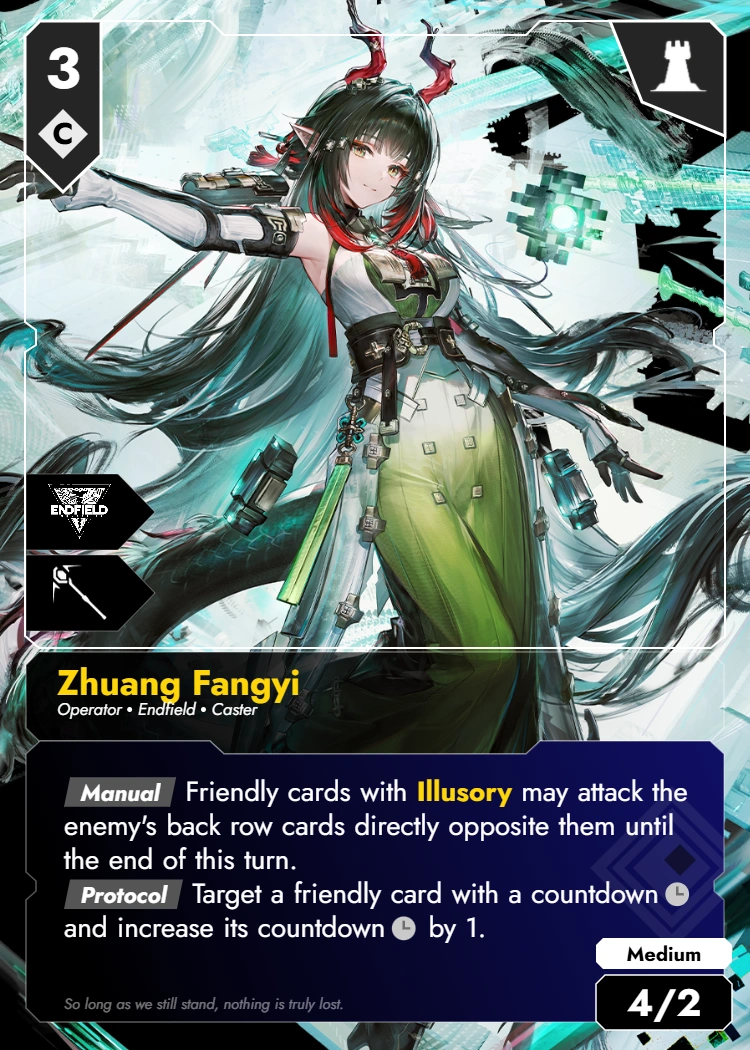 3
C
ENDFIELD
Zhuang Fangyi
Operator • Endfield • Caster
Manual Friendly cards with Illusory may attack the
enemy's back row cards directly opposite them until
the end of this turn.
Protocol Target a friendly card with a countdown
and increase its countdown by 1.
Medium
So long as we still stand, nothing is truly lost.
4/2